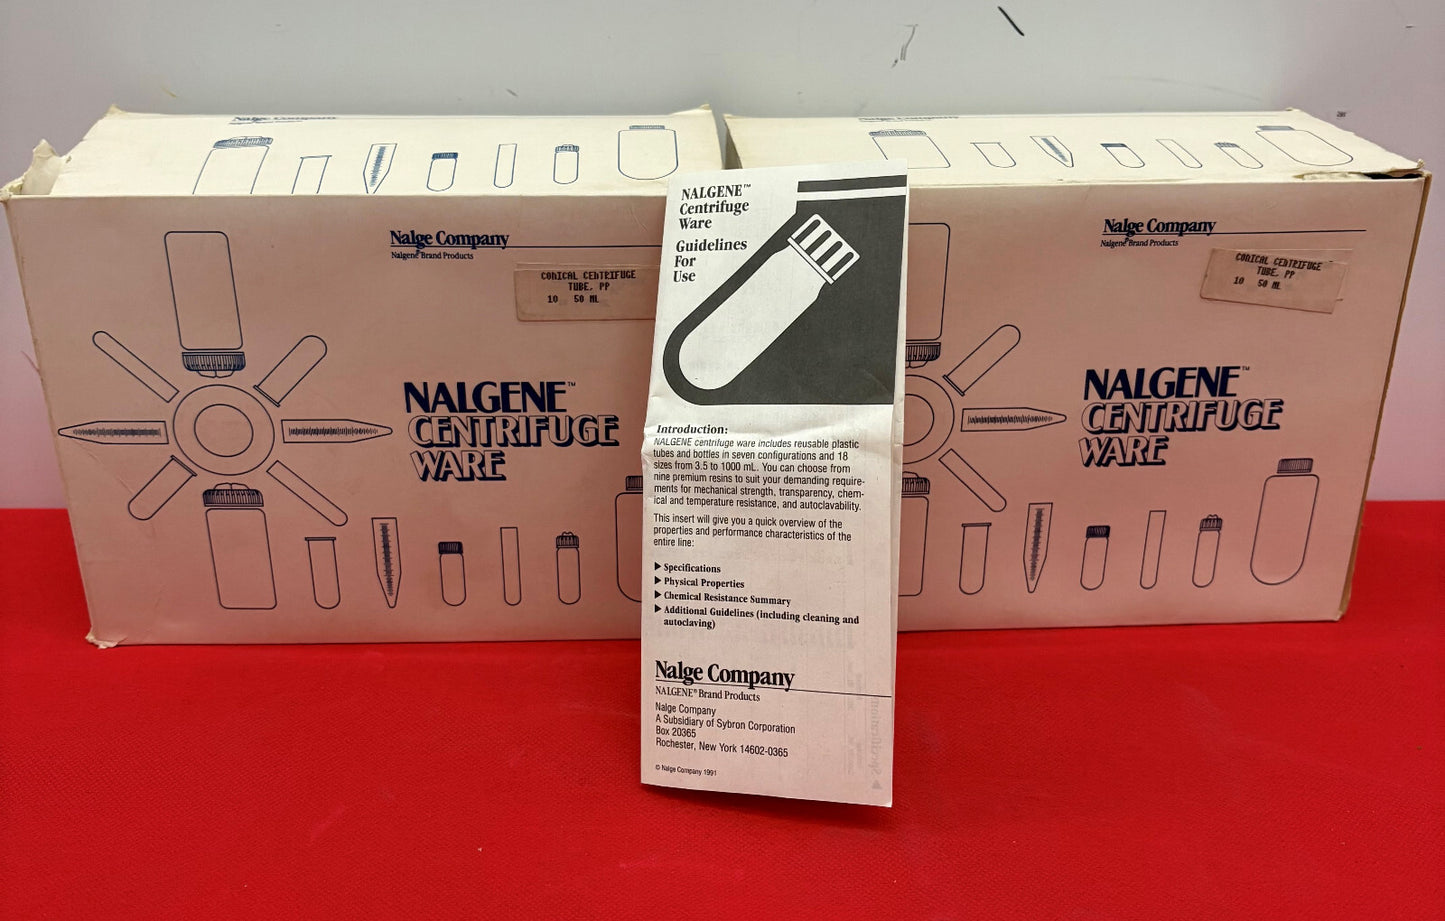 Nalge Company
Nalgene Brand Products
CONICAL CENTRIFUGE
TUBE, PP
10 50 ML
NALGENE™
CENTRIFUGE
WARE
NALGENE™
Centrifuge
Ware
Guidelines
For
Use
Introduction:
NALGENE centrifuge ware includes reusable plastic
tubes and bottles in seven configurations and 18
sizes from 3.5 to 1000 mL. You can choose from
nine premium resins to suit your demanding require-
ments for mechanical strength, transparency, chem-
ical and temperature resistance, and autoclavability.
This insert will give you a quick overview of the
properties and performance characteristics of the
entire line:
▶ Specifications
▶ Physical Properties
▶ Chemical Resistance Summary
▶ Additional Guidelines (including cleaning and
autoclaving)
Nalge Company
NALGENE® Brand Products
Nalge Company
A Subsidiary of Sybron Corporation
Box 20365
Rochester, New York 14602-0365
© Nalge Company 1991
Nalge Company
Nalgene Brand Products
CONICAL CENTRIFUGE
TUBE, PP
10 50 ML
NALGENE™
CENTRIFUGE
WARE
Nalge Company
Nalge Company